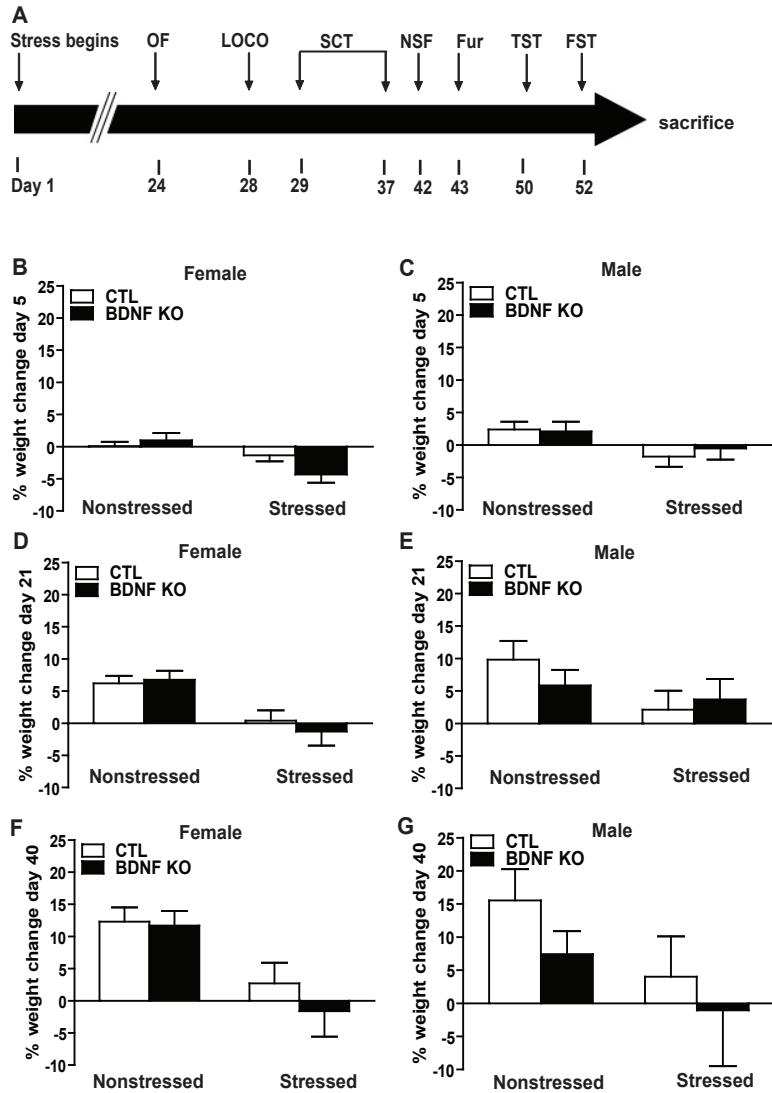 A
Stress begins OF LOCO SCT NSF Fur TST FST
sacrifice
Day 1 24 28 29 37 42 43 50 52
B
Female
% weight change day 5
CTL
BDNF KO
25
20
15
10
5
0
-5
-10
Nonstressed Stressed
C
Male
% weight change day 5
CTL
BDNF KO
25
20
15
10
5
0
-5
-10
Nonstressed Stressed
D
Female
% weight change day 21
CTL
BDNF KO
25
20
15
10
5
0
-5
-10
Nonstressed Stressed
E
Male
% weight change day 21
CTL
BDNF KO
25
20
15
10
5
0
-5
-10
Nonstressed Stressed
F
Female
% weight change day 40
CTL
BDNF KO
25
20
15
10
5
0
-5
-10
Nonstressed Stressed
G
Male
% weight change day 40
CTL
BDNF KO
25
20
15
10
5
0
-5
-10
Nonstressed Stressed